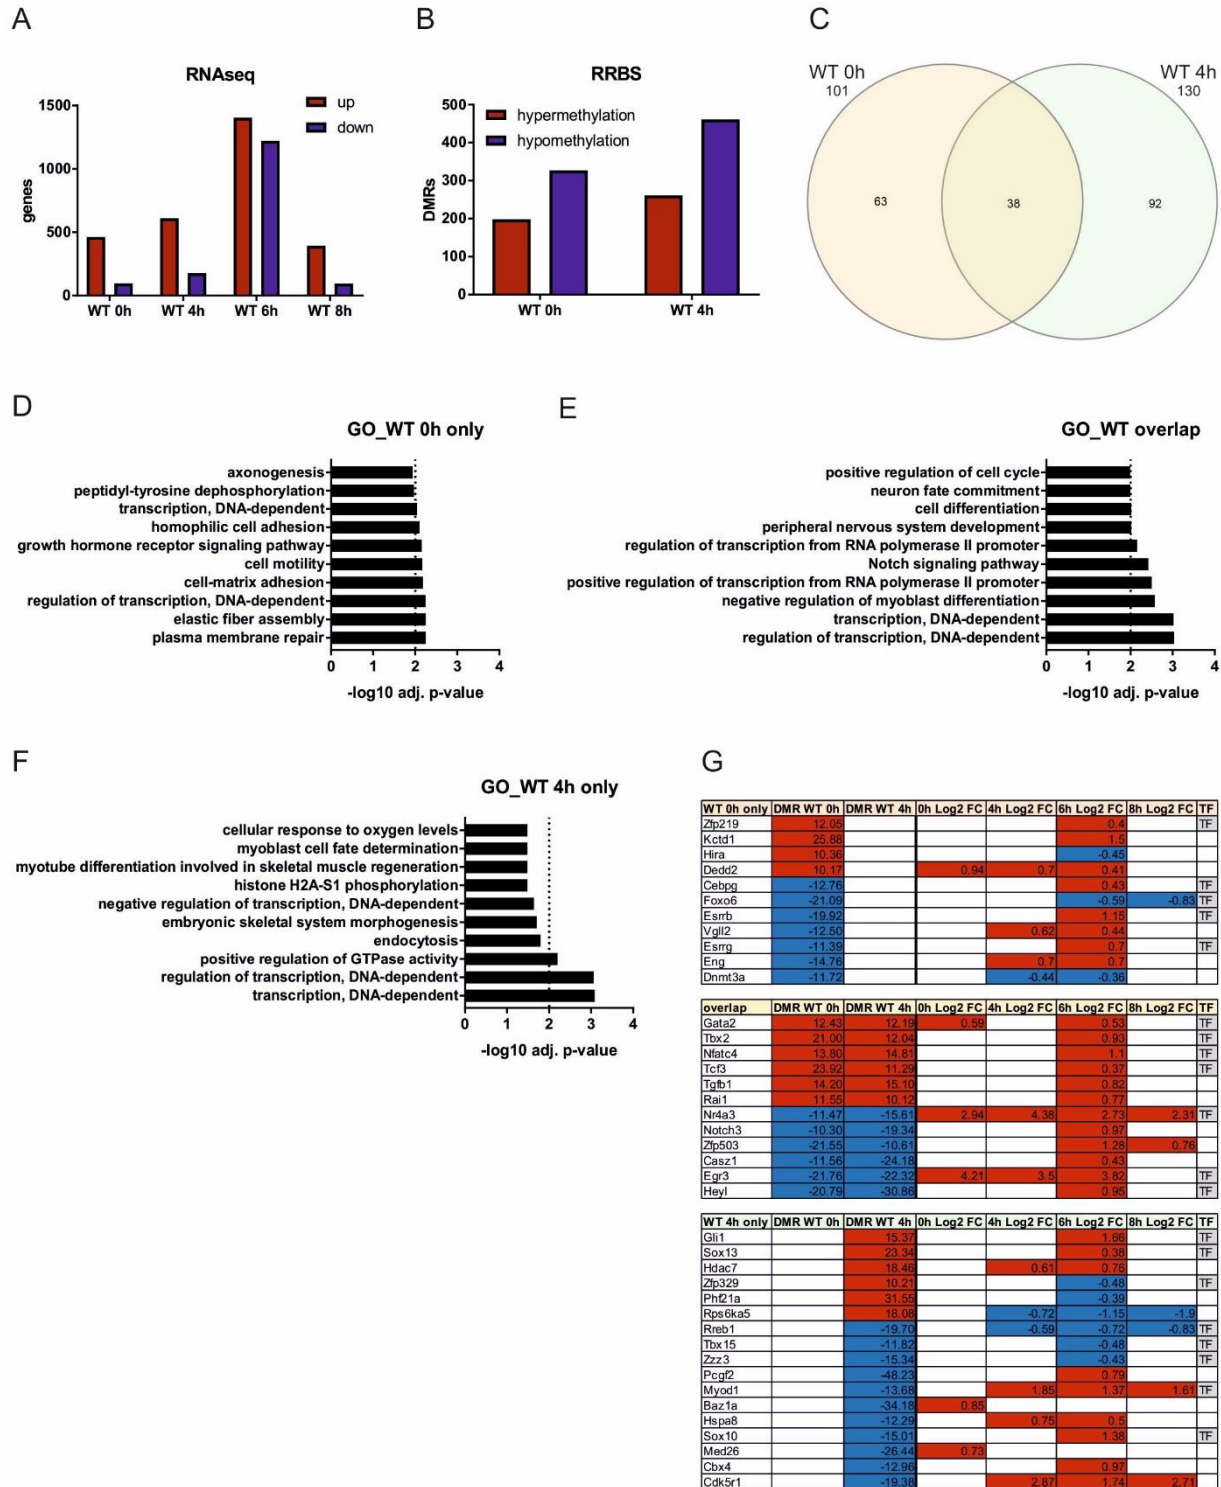 A
RNAseq
1500
1000
500
0
genes
up
down
WT 0h WT 4h WT 6h WT 8h
B
RRBS
500
400
300
200
100
0
DMRs
hypermethylation
hypomethylation
WT 0h WT 4h
C
WT 0h
101
WT 4h
130
63 38 92
D
GO_WT 0h only
axonogenesis
peptidyl-tyrosine dephosphorylation
transcription, DNA-dependent
homophilic cell adhesion
growth hormone receptor signaling pathway
cell motility
cell-matrix adhesion
regulation of transcription, DNA-dependent
elastic fiber assembly
plasma membrane repair
0 1 2 3 4
-log10 adj. p-value
E
GO_WT overlap
positive regulation of cell cycle
neuron fate commitment
cell differentiation
peripheral nervous system development
regulation of transcription from RNA polymerase II promoter
Notch signaling pathway
positive regulation of transcription from RNA polymerase II promoter
negative regulation of myoblast differentiation
transcription, DNA-dependent
regulation of transcription, DNA-dependent
0 1 2 3 4
-log10 adj. p-value
F
GO_WT 4h only
cellular response to oxygen levels
myoblast cell fate determination
myotube differentiation involved in skeletal muscle regeneration
histone H2A-S1 phosphorylation
negative regulation of transcription, DNA-dependent
embryonic skeletal system morphogenesis
endocytosis
positive regulation of GTPase activity
regulation of transcription, DNA-dependent
transcription, DNA-dependent
0 1 2 3 4
-log10 adj. p-value
G
WT 0h only DMR WT 0h DMR WT 4h 0h Log2 FC 4h Log2 FC 6h Log2 FC 8h Log2 FC TF
Zfp219 12.05 0.4 TF
Kctd1 25.88 1.5
Hira 10.36 -0.45
Dedd2 10.17 0.94 0.7 0.41
Cebpg -12.76 0.43 TF
Foxo6 -21.09 -0.59 -0.83 TF
Esrrb -19.92 1.15 TF
Vgll2 -12.50 0.62 0.44
Esrrg -11.39 0.7 TF
Eng -14.76 0.7 0.7
Dnmt3a -11.72 -0.44 -0.36
overlap DMR WT 0h DMR WT 4h 0h Log2 FC 4h Log2 FC 6h Log2 FC 8h Log2 FC TF
Gata2 12.43 12.19 0.59 0.53 TF
Tbx2 21.00 12.04 0.93 TF
Nfatc4 13.80 14.81 1.1 TF
Tcf3 23.92 11.29 0.37 TF
Tgfb1 14.20 15.10 0.82
Rai1 11.55 10.12 0.77
Nr4a3 -11.47 -15.61 2.94 4.38 2.73 2.31 TF
Notch3 -10.30 -19.34 0.97
Zfp503 -21.55 -10.61 1.28 0.76
Casz1 -11.56 -24.18 0.43
Egr3 -21.76 -22.32 4.21 3.5 3.82 TF
Heyl -20.79 -30.86 0.95 TF
WT 4h only DMR WT 0h DMR WT 4h 0h Log2 FC 4h Log2 FC 6h Log2 FC 8h Log2 FC TF
Gli1 15.37 1.66 TF
Sox13 23.34 0.38 TF
Hdac7 18.46 0.61 0.76
Zfp329 10.21 -0.48 TF
Phf21a 31.55 -0.39
Rps6ka5 18.08 -0.72 -1.15 -1.9
Rreb1 -19.70 -0.59 -0.72 -0.83 TF
Tbx15 -11.82 -0.48 TF
Zzz3 -15.34 -0.43 TF
Pcgf2 -48.23 0.79
Myod1 -13.68 1.85 1.37 1.61 TF
Baz1a -34.18 0.85
Hspa8 -12.29 0.75 0.5
Sox10 -15.01 1.38 TF
Med26 -26.44 0.73
Cbx4 -12.96 0.97
Cdk5r1 -19.38 2.87 1.74 2.71